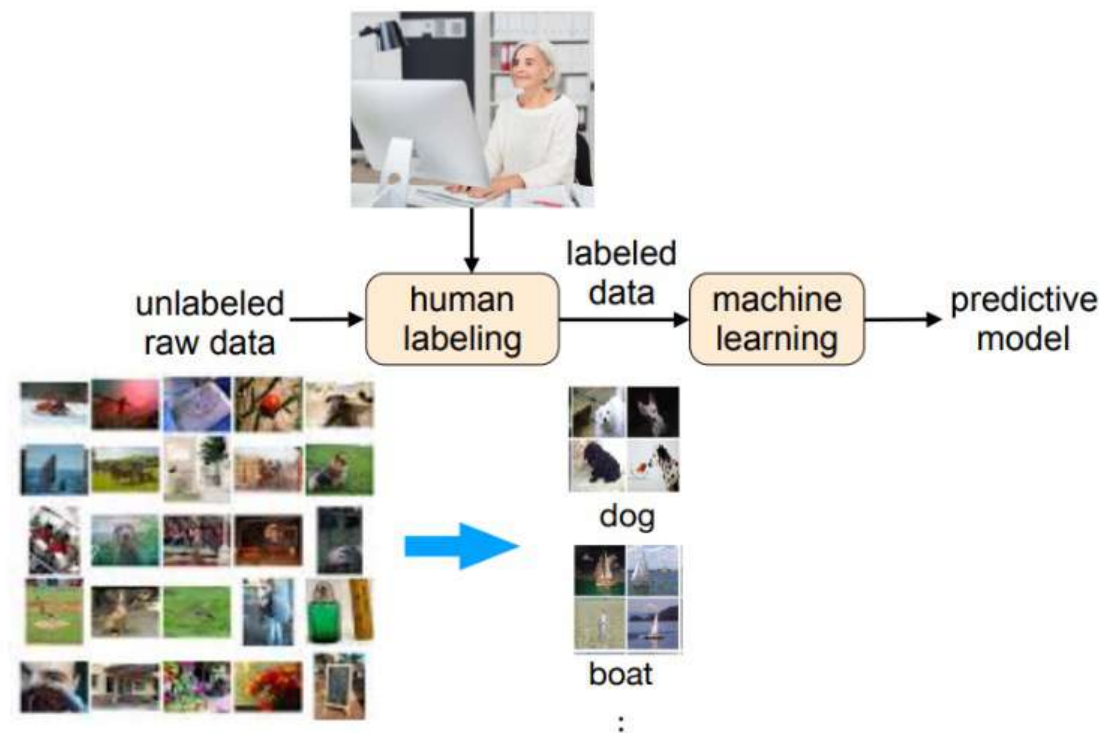 unlabeled
raw data
human
labeling
labeled
data
machine
learning
predictive
model
dog
boat
: